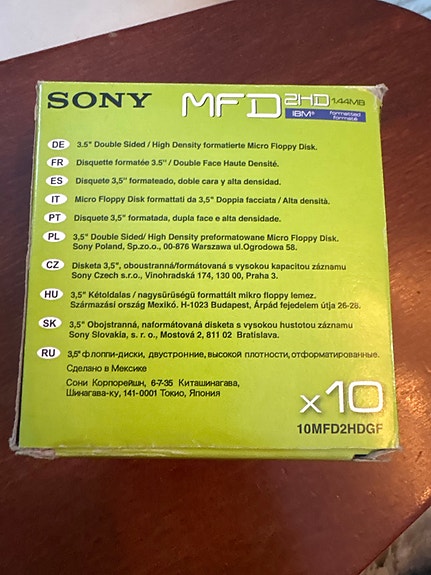 SONY MFD 2HD 1.44MB
IBM® formatted
formaté
DE 3.5" Double Sided / High Density formatierte Micro Floppy Disk.
FR Disquette formatée 3.5" / Double Face Haute Densité.
ES Disquete 3,5" formateado, doble cara y alta densidad.
IT Micro Floppy Disk formattati da 3,5" Doppia facciata / Alta densità.
PT Disquete 3,5" formatada, dupla face e alta densidade.
PL 3,5" Double Sided/ High Density preformatowane Micro Floppy Disk.
Sony Poland, Sp.zo.o., 00-876 Warszawa ul.Ogrodowa 58.
CZ Disketa 3,5", oboustranná/formátovaná s vysokou kapacitou záznamu
Sony Czech s.r.o., Vinohradská 174, 130 00, Praha 3.
HU 3,5" Kétoldalas / nagysűrűségű formattált mikro floppy lemez.
Származási ország Mexikó. H-1023 Budapest, Árpád fejedelem útja 26-28.
SK 3,5" Obojstranná, naformátovaná disketa s vysokou hustotou záznamu
Sony Slovakia, s. r. o., Mostová 2, 811 02 Bratislava.
RU 3,5" флоппи-диски, двустронние, высокой плотности, отформатированные.
Сделано в Мексике
Сони Корпорейшн, 6-7-35 Киташинагава,
Шинагава-ку, 141-0001 Токио, Япония
x10
10MFD2HDGF